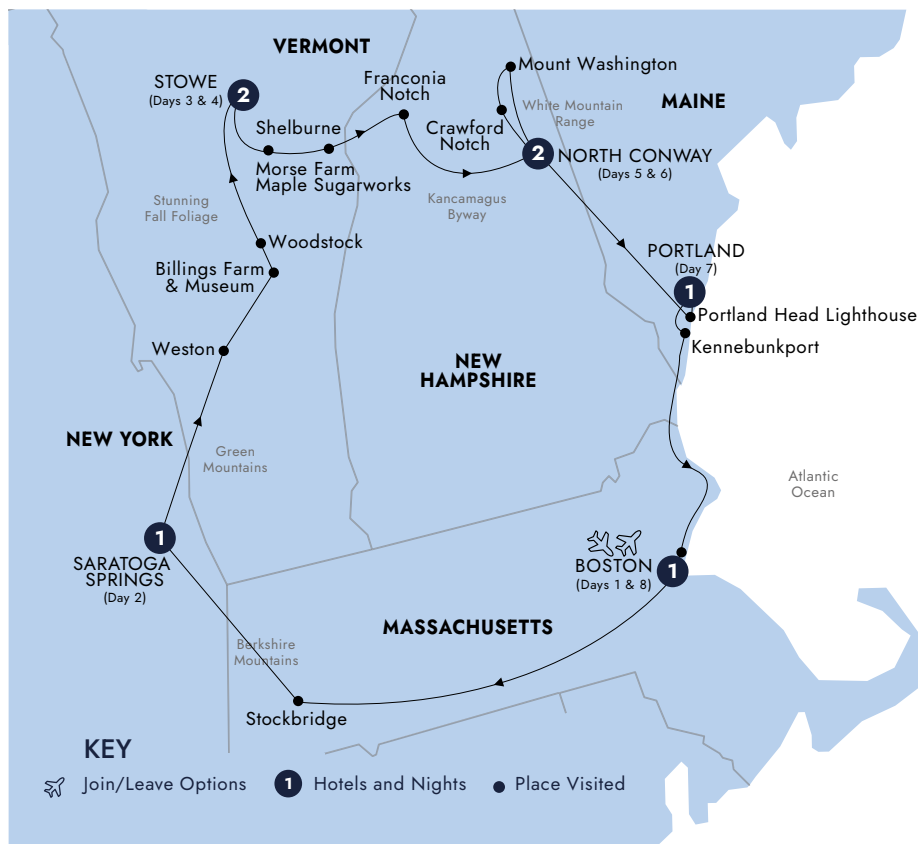 VERMONT
STOWE
(Days 3 & 4)
2
Franconia
Notch
Mount Washington
White Mountain
Range
MAINE
Shelburne
Crawford
Notch
Morse Farm
Maple Sugarworks
2
NORTH CONWAY
(Days 5 & 6)
Stunning
Fall Foliage
Kancamagus
Byway
Woodstock
Billings Farm
& Museum
PORTLAND
(Day 7)
1
Portland Head Lighthouse
Kennebunkport
Weston
NEW
HAMPSHIRE
NEW YORK
Green
Mountains
Atlantic
Ocean
1
SARATOGA
SPRINGS
(Day 2)
BOSTON
(Days 1 & 8)
1
MASSACHUSETTS
Berkshire
Mountains
Stockbridge
KEY
Join/Leave Options
1 Hotels and Nights
Place Visited